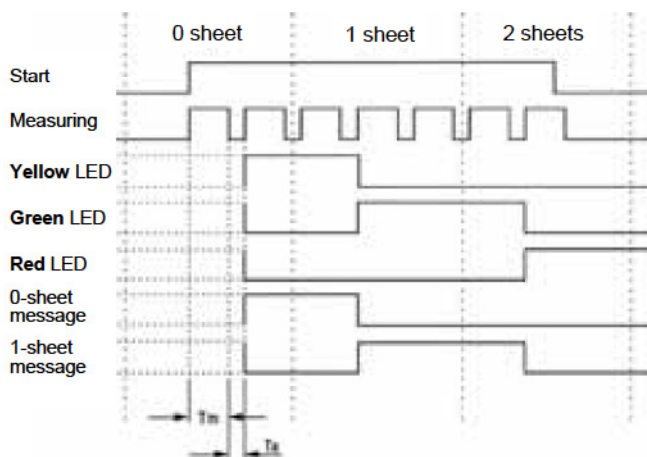 0 sheet 1 sheet 2 sheets
Start
Measuring
Yellow LED
Green LED
Red LED
0-sheet
message
1-sheet
message
Tm
Ta